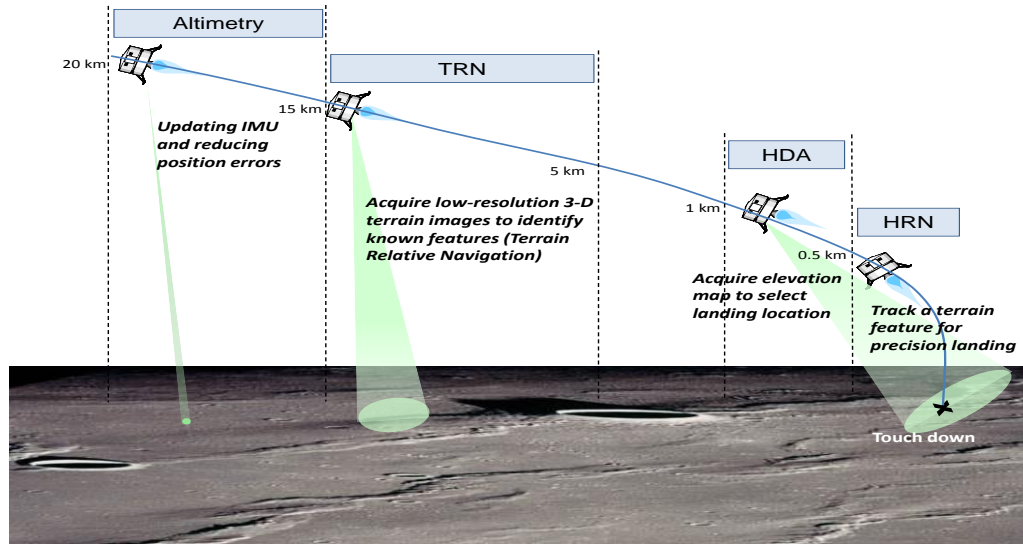 Altimetry
TRN
20 km
15 km
Updating IMU
and reducing
position errors
5 km
HDA
Acquire low-resolution 3-D
terrain images to identify
known features (Terrain
Relative Navigation)
1 km
HRN
0.5 km
Acquire elevation
map to select
landing location
Track a terrain
feature for
precision landing
Touch down